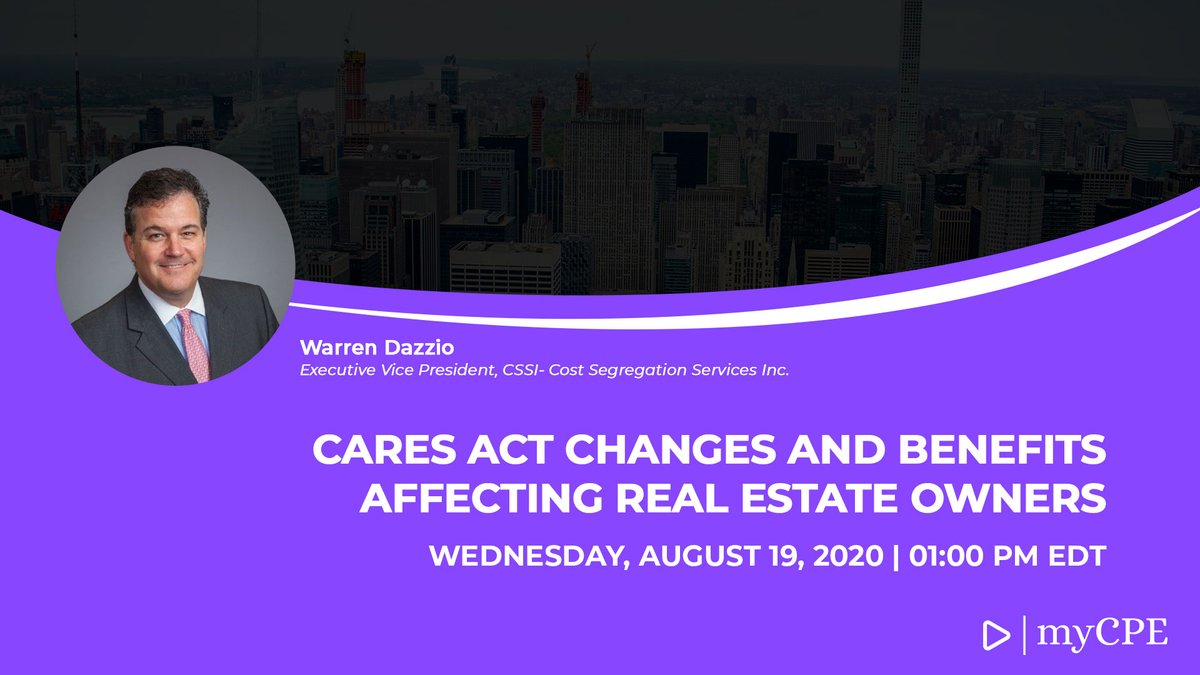 Warren Dazzio
Executive Vice President, CSSI- Cost Segregation Services Inc.
CARES ACT CHANGES AND BENEFITS
AFFECTING REAL ESTATE OWNERS
WEDNESDAY, AUGUST 19, 2020 | 01:00 PM EDT
myCPE